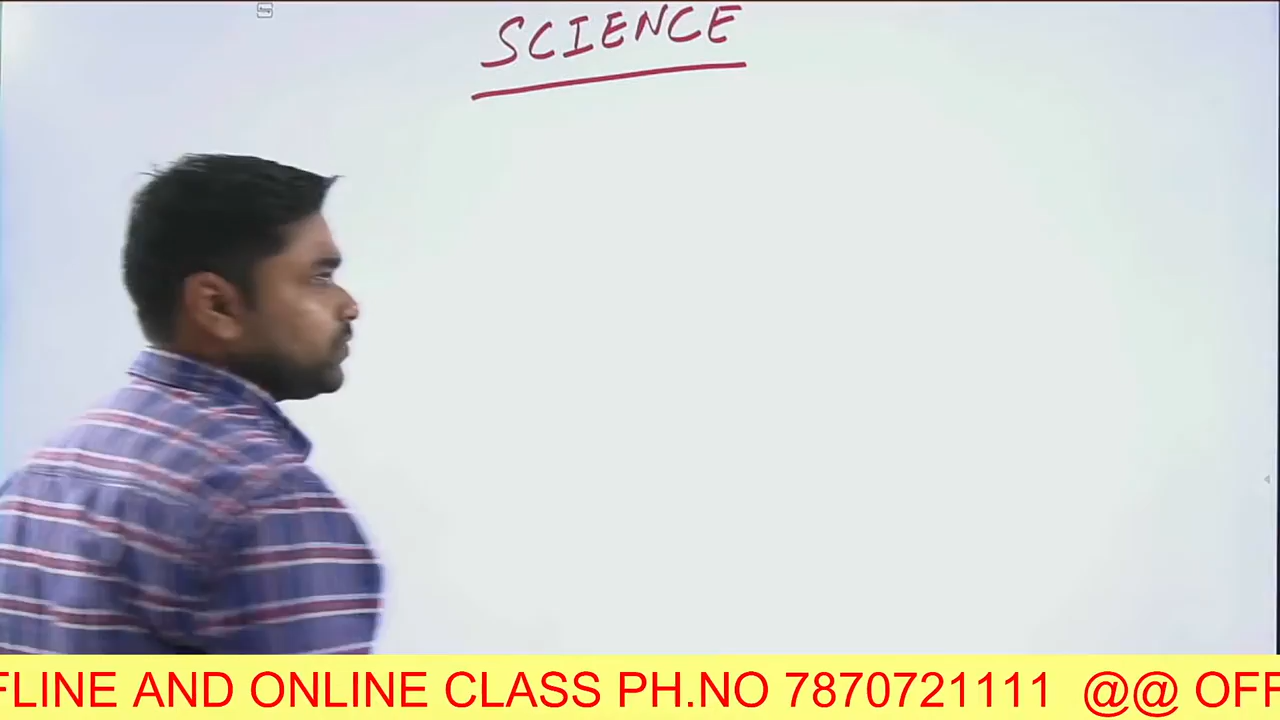 SCIENCE
FLINE AND ONLINE CLASS PH.NO 7870721111 @@ OFF